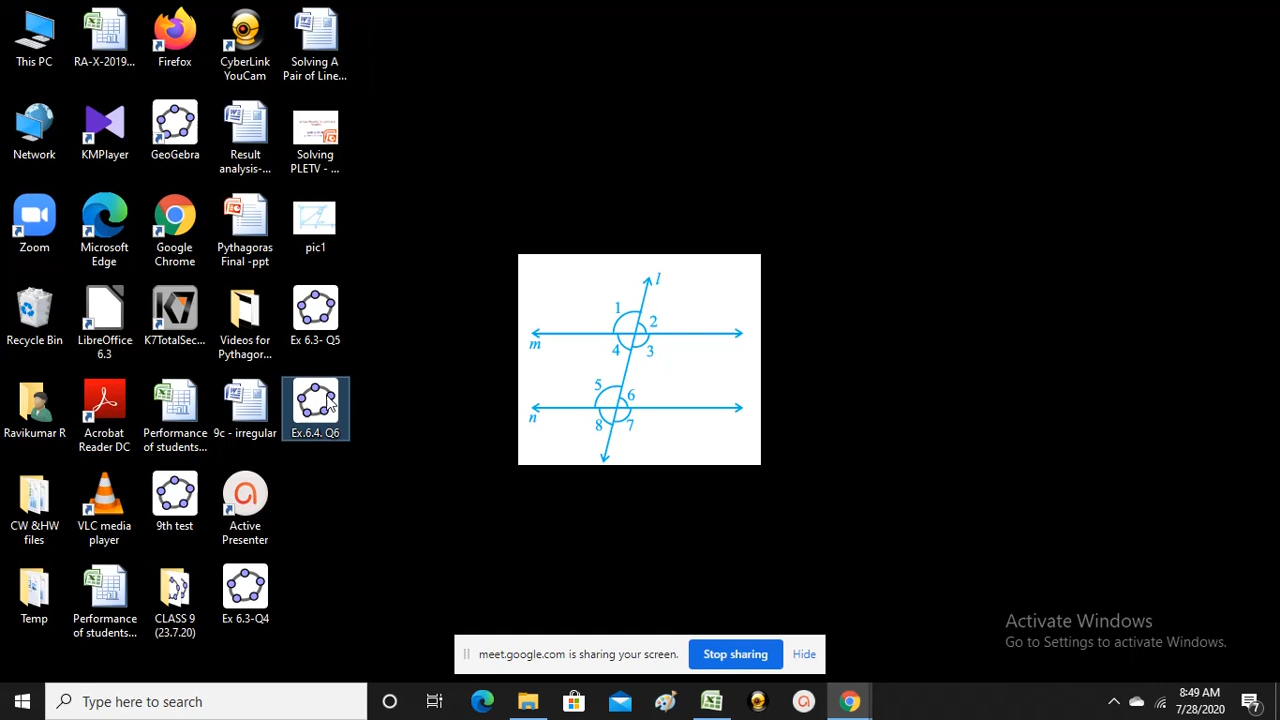 This PC
RA-X-2019...
Firefox
CyberLink
YouCam
Solving A
Pair of Line...
Network
KMPlayer
GeoGebra
Result
analysis-...
Solving
PLETV - ...
Zoom
Microsoft
Edge
Google
Chrome
Pythagoras
Final -ppt
pic1
Recycle Bin
LibreOffice
6.3
K7TotalSec...
Videos for
Pythagor...
Ex 6.3- Q5
Ravikumar R
Acrobat
Reader DC
Performance
of students...
9c - irregular
Ex.6.4. Q6
CW &HW
files
VLC media
player
9th test
Active
Presenter
Temp
Performance
of students...
CLASS 9
(23.7.20)
Ex 6.3-Q4
l
1
2
m
4
3
5
6
n
8
7
Activate Windows
Go to Settings to activate Windows.
meet.google.com is sharing your screen.
Stop sharing
Hide
Type here to search
8:49 AM
7/28/2020
7